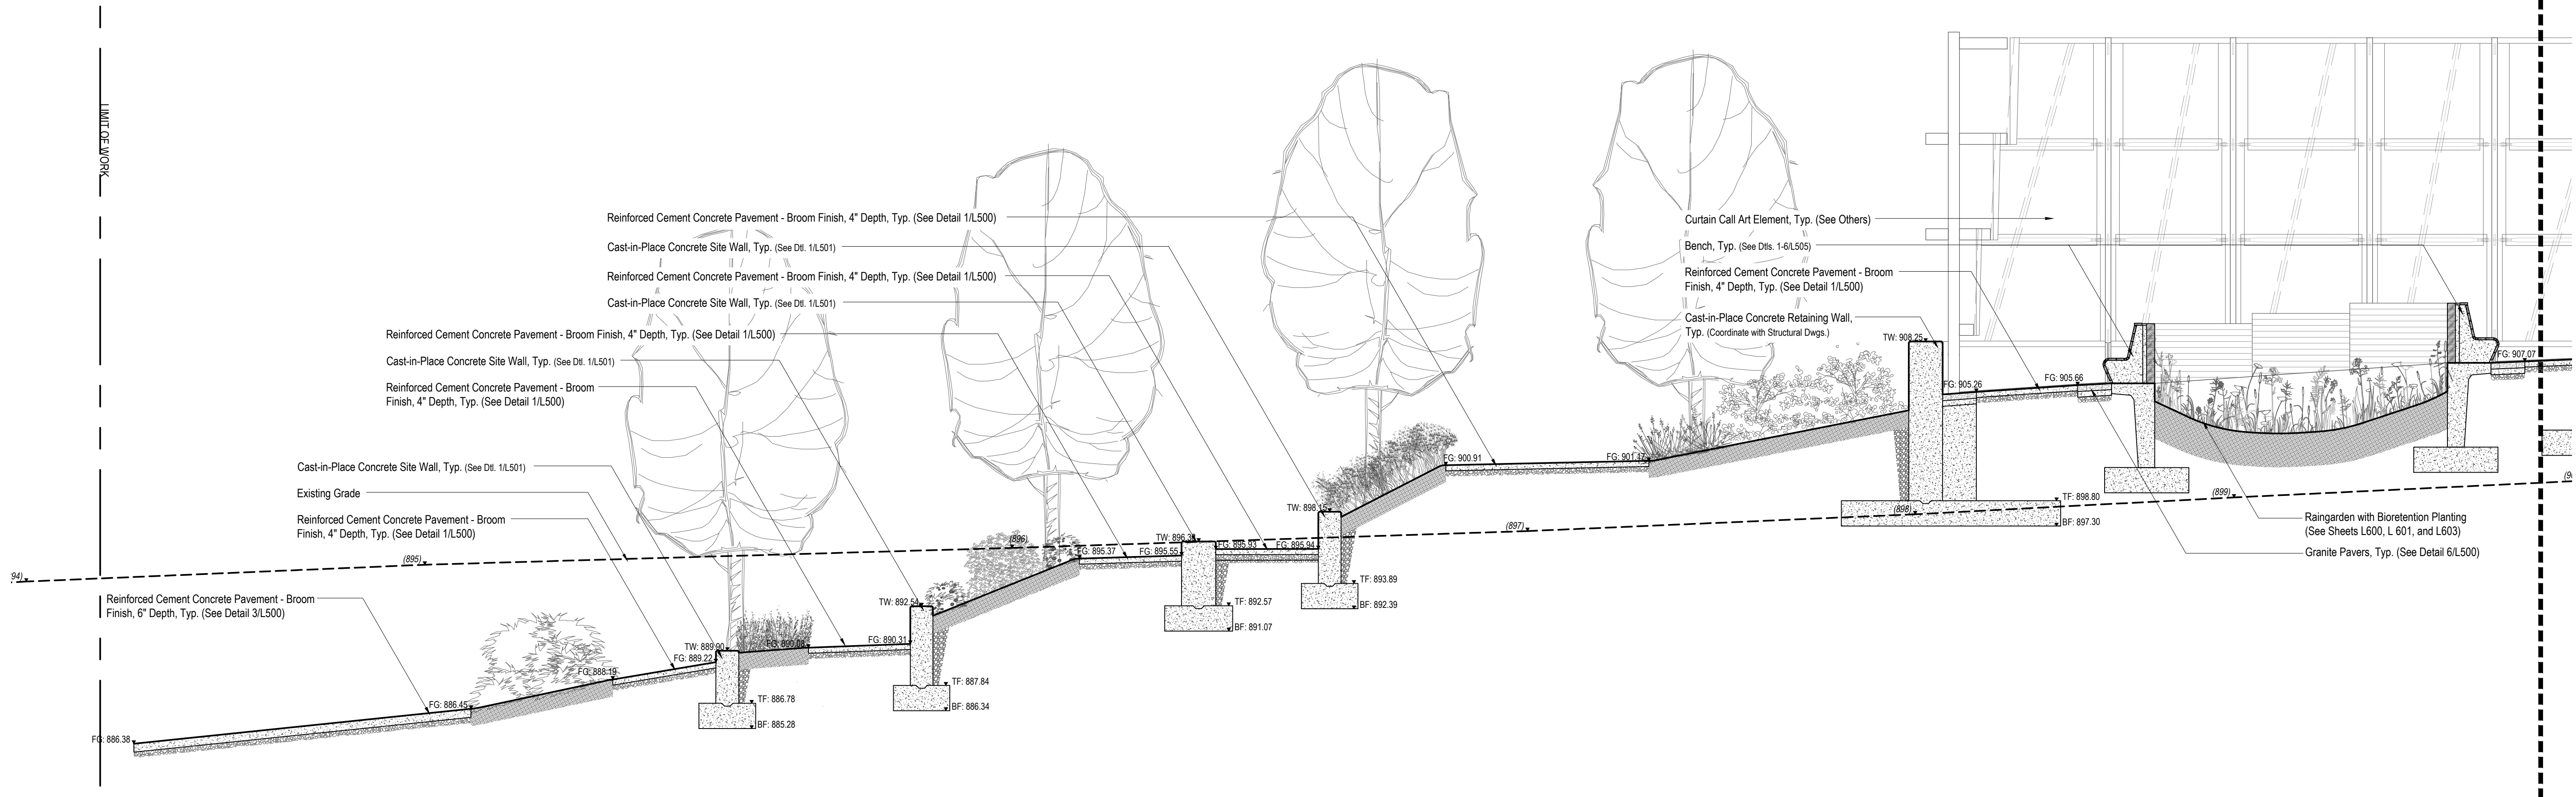 LIMIT OF WORK
Reinforced Cement Concrete Pavement - Broom Finish, 4" Depth, Typ. (See Detail 1/L500)
Cast-in-Place Concrete Site Wall, Typ. (See Dtl. 1/L501)
Reinforced Cement Concrete Pavement - Broom Finish, 4" Depth, Typ. (See Detail 1/L500)
Cast-in-Place Concrete Site Wall, Typ. (See Dtl. 1/L501)
Reinforced Cement Concrete Pavement - Broom Finish, 4" Depth, Typ. (See Detail 1/L500)
Cast-in-Place Concrete Site Wall, Typ. (See Dtl. 1/L501)
Reinforced Cement Concrete Pavement - Broom
Finish, 4" Depth, Typ. (See Detail 1/L500)
Cast-in-Place Concrete Site Wall, Typ. (See Dtl. 1/L501)
Existing Grade
Reinforced Cement Concrete Pavement - Broom
Finish, 4" Depth, Typ. (See Detail 1/L500)
Reinforced Cement Concrete Pavement - Broom
Finish, 6" Depth, Typ. (See Detail 3/L500)
Curtain Call Art Element, Typ. (See Others)
Bench, Typ. (See Dtls. 1-6/L505)
Reinforced Cement Concrete Pavement - Broom
Finish, 4" Depth, Typ. (See Detail 1/L500)
Cast-in-Place Concrete Retaining Wall,
Typ. (Coordinate with Structural Dwgs.)
Raingarden with Bioretention Planting
(See Sheets L600, L 601, and L603)
Granite Pavers, Typ. (See Detail 6/L500)
94)
(895)
(896)
(897)
(898)
(899)
FG: 886.38
FG: 886.45
FG: 888.19
FG: 889.22
TW: 889.90
TF: 886.78
BF: 885.28
FG: 890.31
TW: 892.54
TF: 887.84
BF: 886.34
FG: 895.37
FG: 895.55
FG: 895.93
FG: 895.94
TF: 892.57
BF: 891.07
TW: 898.15
TF: 893.89
BF: 892.39
FG: 900.91
FG: 901.47
TW: 908.25
FG: 905.26
FG: 905.66
TF: 898.80
BF: 897.30
FG: 907.07